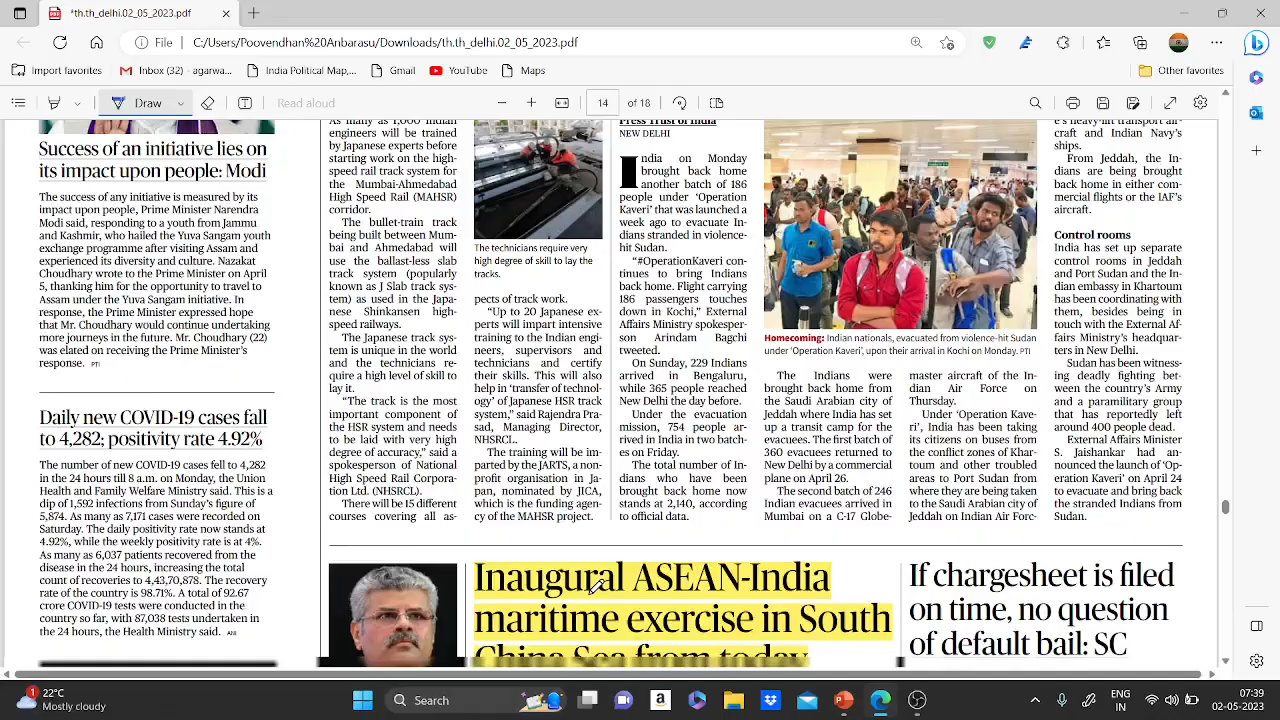 *th.th_delhi.02_05_2023.pdf
File
C:/Users/Poovendhan%20Anbarasu/Downloads/th.th_delhi.02_05_2023.pdf
Import favorites
Inbox (32) - agarwa...
India Political Map,...
Gmail
YouTube
Maps
Other favorites
Draw
Read aloud
14
of 18
Success of an initiative lies on
its impact upon people: Modi
The success of any initiative is measured by its
impact upon people, Prime Minister Narendra
Modi said, responding to a youth from Jammu
and Kashmir, who hailed the Yuva Sangam youth
exchange programme after visiting Assam and
experienced its diversity and culture. Nazakat
Choudhary wrote to the Prime Minister on April
5, thanking him for the opportunity to travel to
Assam under the Yuva Sangam initiative. In
response, the Prime Minister expressed hope
that Mr. Choudhary would continue undertaking
more journeys in the future. Mr. Choudhary (22)
was elated on receiving the Prime Minister's
response. PTI
Daily new COVID-19 cases fall
to 4,282; positivity rate 4.92%
The number of new COVID-19 cases fell to 4,282
in the 24 hours till 8 a.m. on Monday, the Union
Health and Family Welfare Ministry said. This is a
dip of 1,592 infections from Sunday's figure of
5,874. As many as 7,171 cases were recorded on
Saturday. The daily positivity rate now stands at
4.92%, while the weekly positivity rate is at 4%.
As many as 6,037 patients recovered from the
disease in the 24 hours, increasing the total
count of recoveries to 4,43,70,878. The recovery
rate of the country is 98.71%. A total of 92.67
crore COVID-19 tests were conducted in the
country so far, with 87,038 tests undertaken in
the 24 hours, the Health Ministry said. ANI
As many as 1,000 Indian
engineers will be trained
by Japanese experts before
starting work on the high-
speed rail track system for
the Mumbai-Ahmedabad
High Speed Rail (MAHSR)
corridor.
The bullet-train track
being built between Mum-
bai and Ahmedabad will
use the ballast-less slab
track system (popularly
known as J Slab track sys-
tem) as used in the Japa-
nese Shinkansen high-
speed railways.
The Japanese track sys-
tem is unique in the world
and the technicians re-
quire a high level of skill to
lay it.
"The track is the most
important component of
the HSR system and needs
to be laid with very high
degree of accuracy," said a
spokesperson of National
High Speed Rail Corpora-
tion Ltd. (NHSRCL).
There will be 15 different
courses covering all as-
The technicians require very
high degree of skill to lay the
tracks.
pects of track work.
"Up to 20 Japanese ex-
perts will impart intensive
training to the Indian engi-
neers, supervisors and
technicians and certify
their skills. This will also
help in 'transfer of technol-
ogy' of Japanese HSR track
system," said Rajendra Pra-
sad, Managing Director,
NHSRCL.
The training will be im-
parted by the JARTS, a non-
profit organisation in Ja-
pan, nominated by JICA,
which is the funding agen-
cy of the MAHSR project.
Press Trust of India
NEW DELHI
India on Monday
brought back home
another batch of 186
people under 'Operation
Kaveri' that was launched a
week ago to evacuate In-
dians stranded in violence-
hit Sudan.
"#OperationKaveri con-
tinues to bring Indians
back home. Flight carrying
186 passengers touches
down in Kochi," External
Affairs Ministry spokesper-
son Arindam Bagchi
tweeted.
On Sunday, 229 Indians
arrived in Bengaluru,
while 365 people reached
New Delhi the day before.
Under the evacuation
mission, 754 people ar-
rived in India in two batch-
es on Friday.
The total number of In-
dians who have been
brought back home now
stands at 2,140, according
to official data.
Homecoming: Indian nationals, evacuated from violence-hit Sudan
under 'Operation Kaveri', upon their arrival in Kochi on Monday. PTI
The Indians were
brought back home from
the Saudi Arabian city of
Jeddah where India has set
up a transit camp for the
evacuees. The first batch of
360 evacuees returned to
New Delhi by a commercial
plane on April 26.
The second batch of 246
Indian evacuees arrived in
Mumbai on a C-17 Globe-
master aircraft of the In-
dian Air Force on
Thursday.
Under 'Operation Kave-
ri', India has been taking
its citizens on buses from
the conflict zones of Khar-
toum and other troubled
areas to Port Sudan from
where they are being taken
to the Saudi Arabian city of
Jeddah on Indian Air Forc-
e's heavy-lift transport air-
craft and Indian Navy's
ships.
From Jeddah, the In-
dians are being brought
back home in either com-
mercial flights or the IAF's
aircraft.
Control rooms
India has set up separate
control rooms in Jeddah
and Port Sudan and the In-
dian embassy in Khartoum
has been coordinating with
them, besides being in
touch with the External Af-
fairs Ministry's headquar-
ters in New Delhi.
Sudan has been witness-
ing deadly fighting bet-
ween the country's Army
and a paramilitary group
that has reportedly left
around 400 people dead.
External Affairs Minister
S. Jaishankar had an-
nounced the launch of 'Op-
eration Kaveri' on April 24
to evacuate and bring back
the stranded Indians from
Sudan.
Inaugural ASEAN-India
maritime exercise in South
China Sea from today
If chargesheet is filed
on time, no question
of default bail: SC
1
22°C
Mostly cloudy
Search
ENG
IN
07:39
02-05-2023